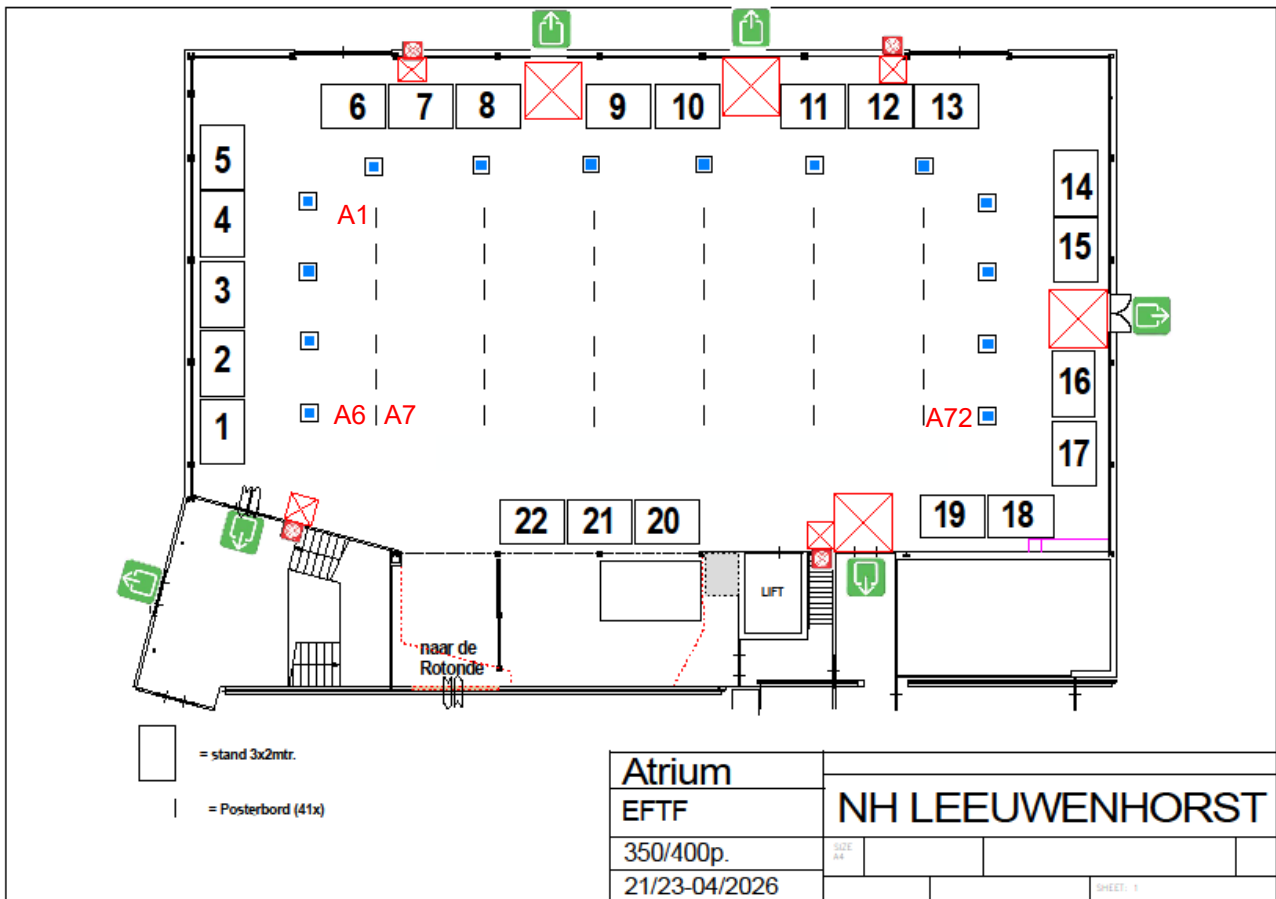 6 7 8 9 10 11 12 13
5
14
4
A1
15
3
2
16
1
A6 A7
A72
17
22 21 20
19 18
LIFT
naar de
Rotonde
= stand 3x2mtr.
= Posterbord (41x)
Atrium
EFTF
NH LEEUWENHORST
350/400p.
SIZE
A4
21/23-04/2026
SHEET: 1